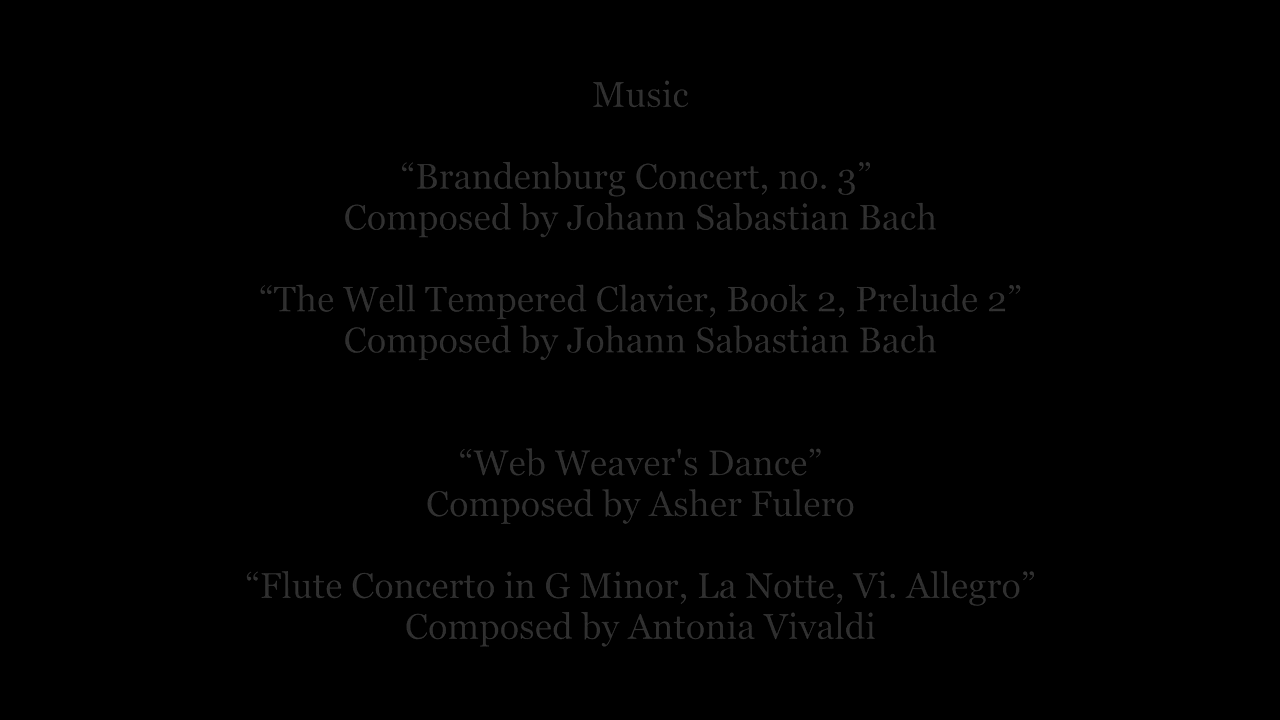 Music
“Brandenburg Concert, no. 3”
Composed by Johann Sabastian Bach
“The Well Tempered Clavier, Book 2, Prelude 2”
Composed by Johann Sabastian Bach
“Web Weaver's Dance”
Composed by Asher Fulero
“Flute Concerto in G Minor, La Notte, Vi. Allegro”
Composed by Antonia Vivaldi